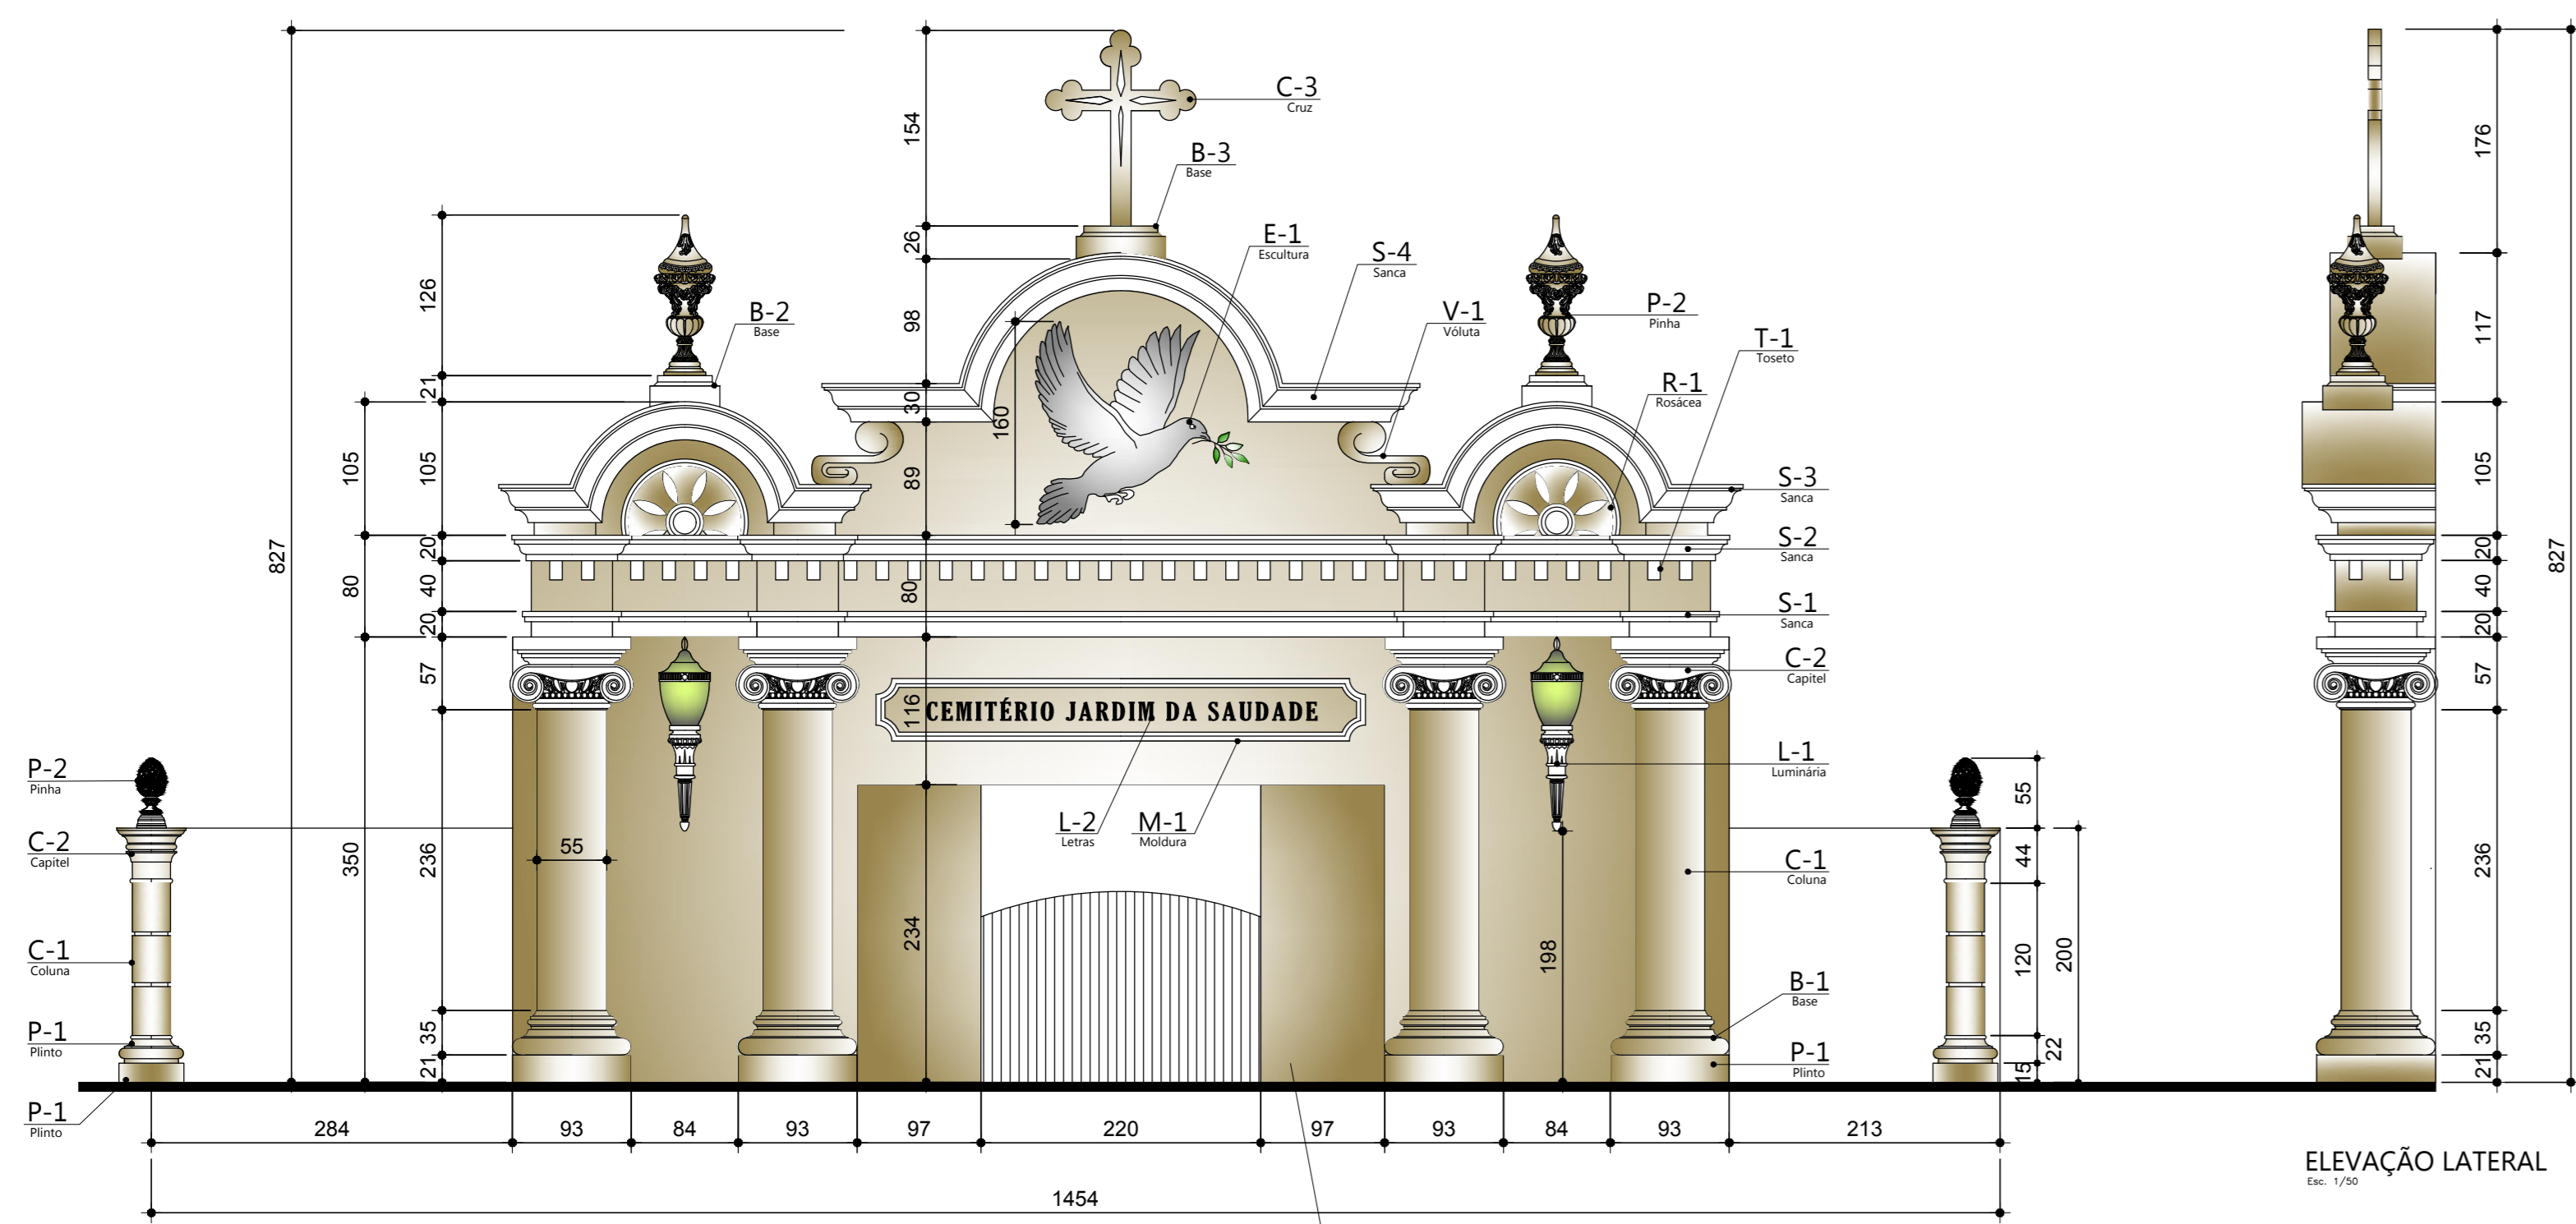 827
154
26
98
30
89
80
116
234
160
126
21
105
20
40
20
57
236
35
21
105
80
350
55
C-3
Cruz
B-3
Base
E-1
Escultura
S-4
Sanca
V-1
Vóluta
P-2
Pinha
T-1
Toseto
R-1
Rosácea
B-2
Base
S-3
Sanca
S-2
Sanca
S-1
Sanca
C-2
Capitel
CEMITÉRIO JARDIM DA SAUDADE
L-1
Luminária
L-2
Letras
M-1
Moldura
C-1
Coluna
B-1
Base
P-1
Plinto
P-2
Pinha
C-2
Capitel
C-1
Coluna
P-1
Plinto
P-1
Plinto
198
55
44
120
22
15
200
284
93
84
93
97
220
97
93
84
93
213
1454
176
117
105
20
40
20
57
236
35
21
827
ELEVAÇÃO LATERAL
Esc. 1/50